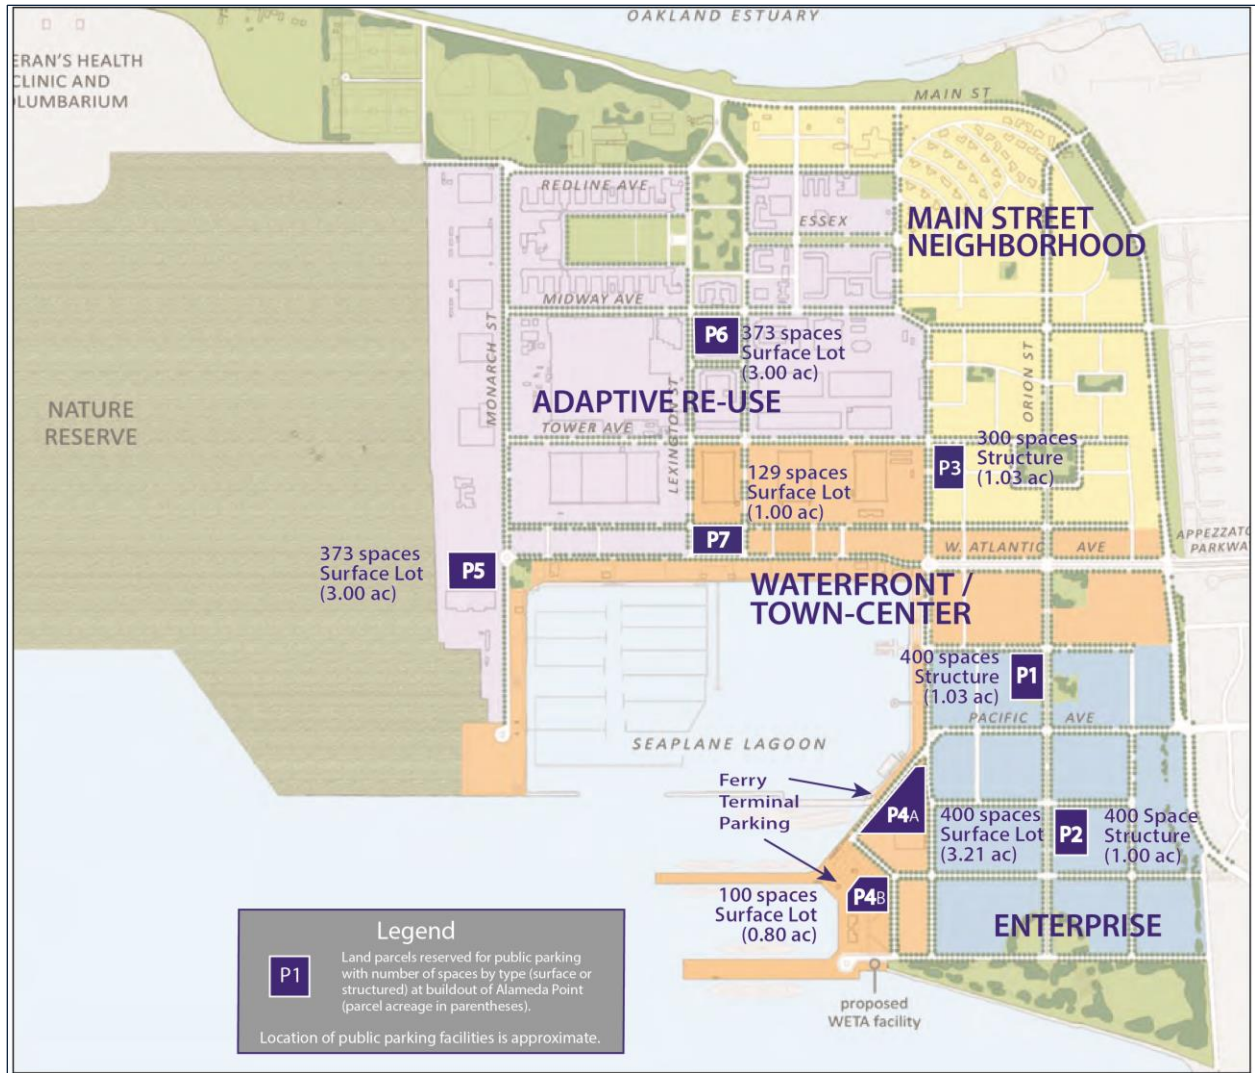 OAKLAND ESTUARY
ERAN'S HEALTH
CLINIC AND
OLUMBARIUM
MAIN ST
REDLINE AVE
ESSEX
MAIN STREET
NEIGHBORHOOD
MIDWAY AVE
MONARCH ST
P6
373 spaces
Surface Lot
(3.00 ac)
ORION ST
NATURE
RESERVE
ADAPTIVE RE-USE
TOWER AVE
LEXINGTON ST
P3
300 spaces
Structure
(1.03 ac)
129 spaces
Surface Lot
(1.00 ac)
P7
W. ATLANTIC AVE
APPEZZATO
PARKWA
373 spaces
Surface Lot
(3.00 ac)
P5
WATERFRONT /
TOWN-CENTER
400 spaces
Structure
(1.03 ac)
P1
PACIFIC AVE
SEAPLANE LAGOON
Ferry
Terminal
Parking
P4A
400 spaces
Surface Lot
(3.21 ac)
P2
400 Space
Structure
(1.00 ac)
100 spaces
Surface Lot
(0.80 ac)
P4B
ENTERPRISE
proposed
WETA facility
Legend
P1
Land parcels reserved for public parking
with number of spaces by type (surface or
structured) at buildout of Alameda Point
(parcel acreage in parentheses).
Location of public parking facilities is approximate.